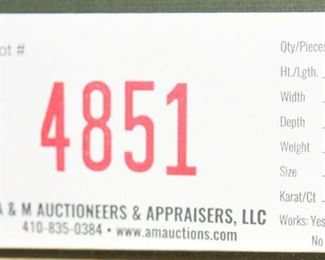 ot #
4851
A & M AUCTIONEERS & APPRAISERS, LLC
410-835-0384 • www.amauctions.com
Qty/Pieces
Ht./Lgth.
Width
Depth
Weight
Size
Karat/Ct
Works: Yes
No